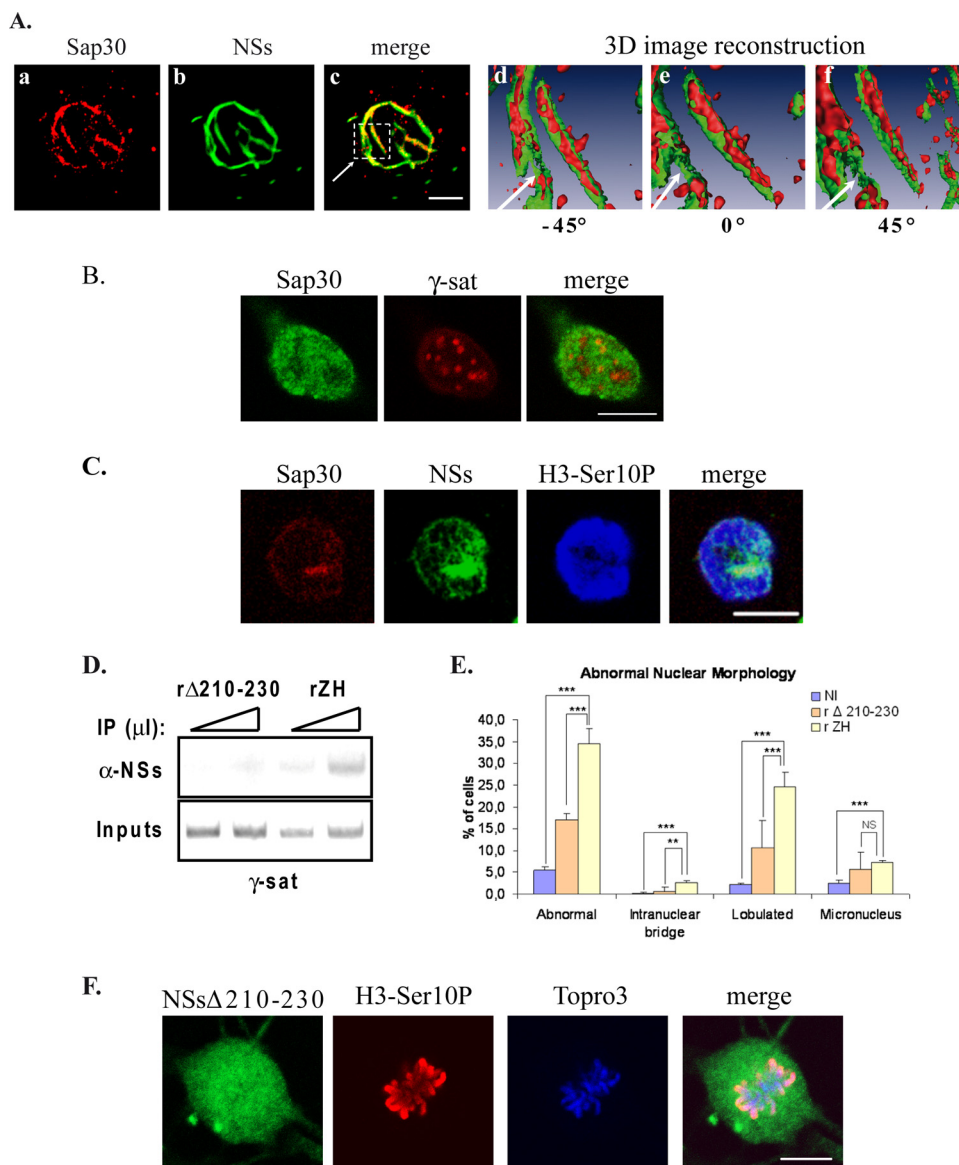 A.
Sap30 NSs merge 3D image reconstruction
a b c d e f
-45° 0° 45°
B.
Sap30 γ-sat merge
C.
Sap30 NSs H3-Ser10P merge
D.
rΔ210-230 rZH
IP (µl):
α-NSs
Inputs
γ-sat
E.
Abnormal Nuclear Morphology
NI
r Δ 210-230
r ZH
% of cells
40,0
35,0
30,0
25,0
20,0
15,0
10,0
5,0
0,0
*** ***
*** **
*** ***
*** NS
Abnormal Intranuclear bridge Lobulated Micronucleus
F.
NSsΔ210-230 H3-Ser10P Topro3 merge